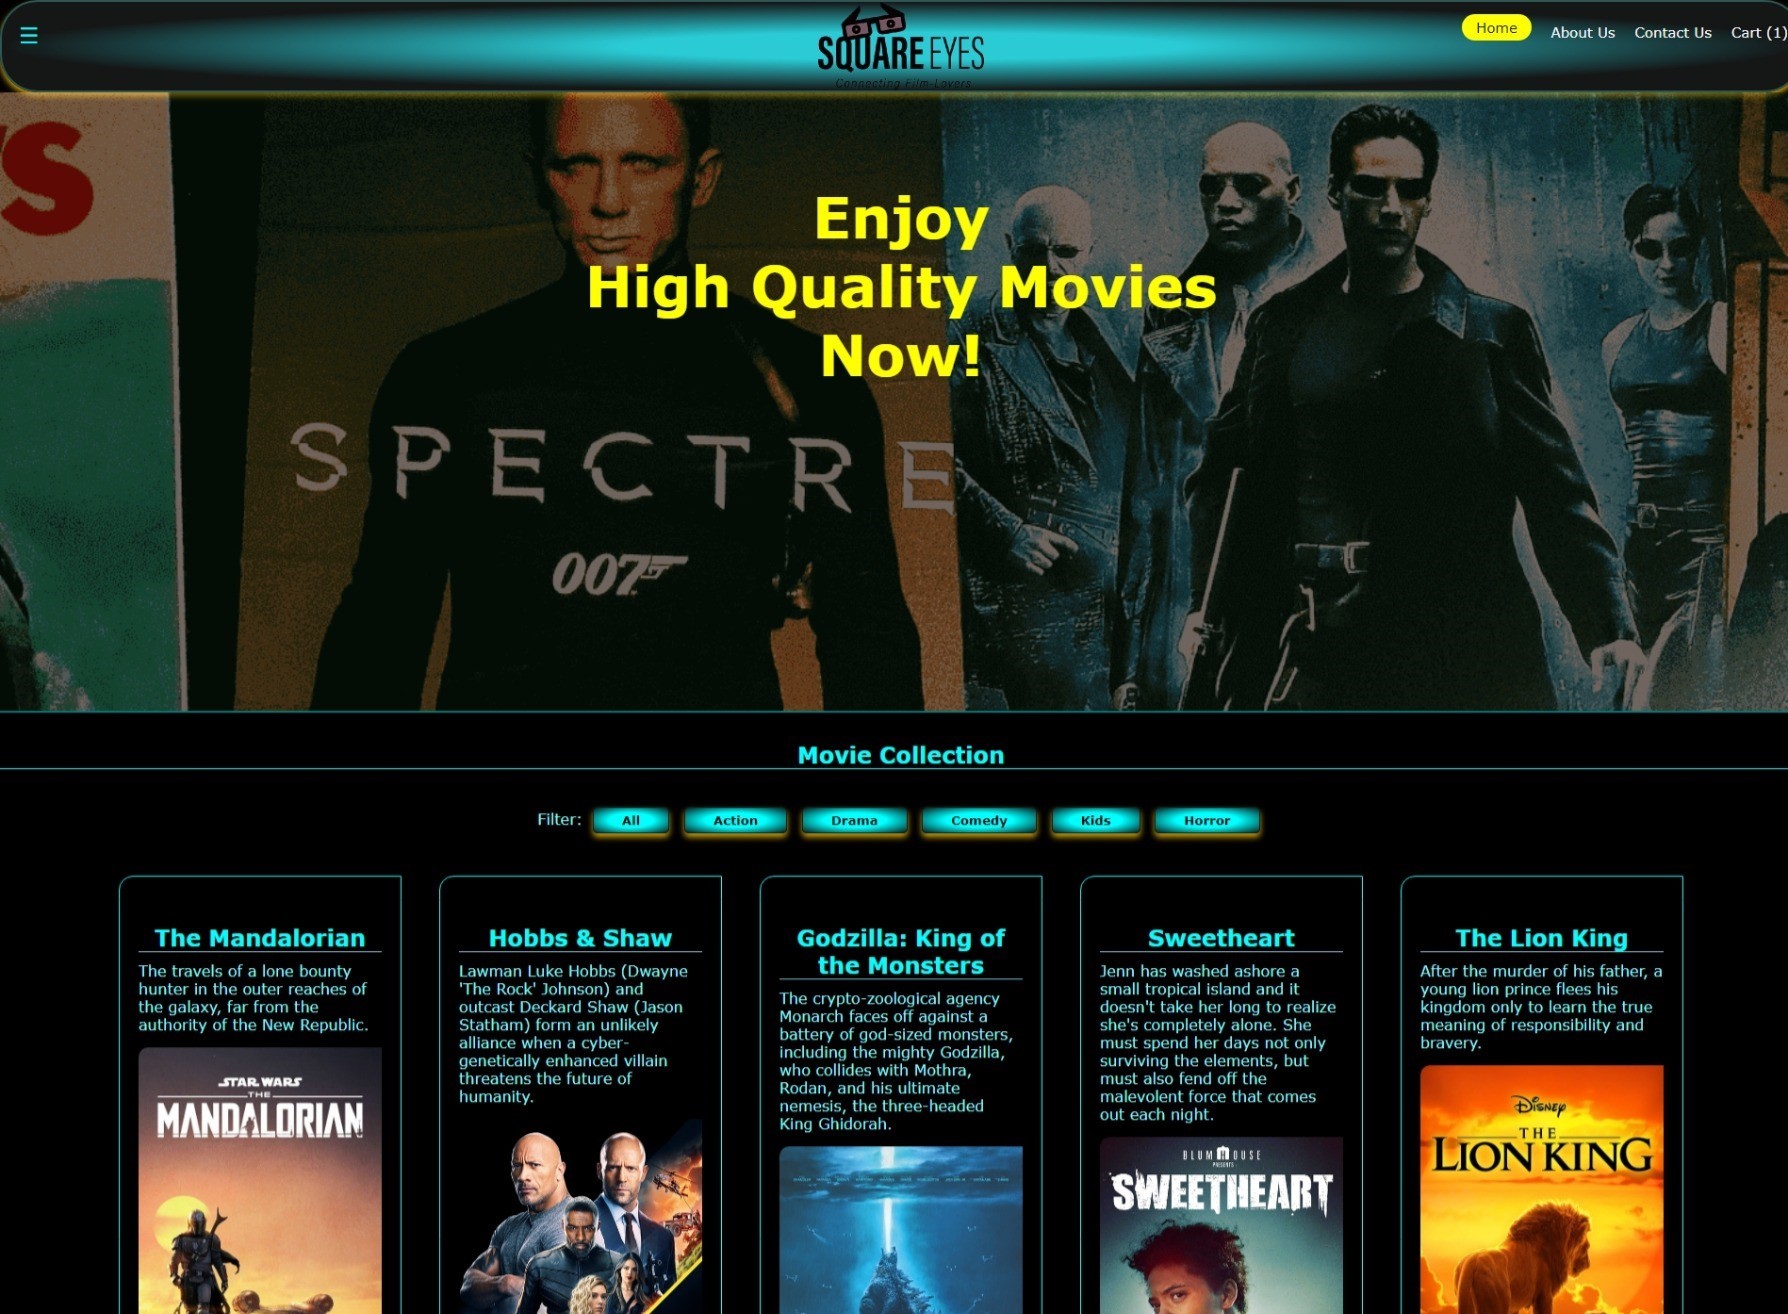 ☰
SQUARE EYES
Connecting Film-Lovers
Home
About Us
Contact Us
Cart (1)
S
Enjoy
High Quality Movies
Now!
SPECTRE
007
Movie Collection
Filter:
All
Action
Drama
Comedy
Kids
Horror
The Mandalorian
The travels of a lone bounty
hunter in the outer reaches of
the galaxy, far from the
authority of the New Republic.
STAR WARS
THE
MANDALORIAN
Hobbs & Shaw
Lawman Luke Hobbs (Dwayne
'The Rock' Johnson) and
outcast Deckard Shaw (Jason
Statham) form an unlikely
alliance when a cyber-
genetically enhanced villain
threatens the future of
humanity.
Godzilla: King of
the Monsters
The crypto-zoological agency
Monarch faces off against a
battery of god-sized monsters,
including the mighty Godzilla,
who collides with Mothra,
Rodan, and his ultimate
nemesis, the three-headed
King Ghidorah.
Sweetheart
Jenn has washed ashore a
small tropical island and it
doesn't take her long to realize
she's completely alone. She
must spend her days not only
surviving the elements, but
must also fend off the
malevolent force that comes
out each night.
BLUMHOUSE
PRESENTS
SWEETHEART
The Lion King
After the murder of his father, a
young lion prince flees his
kingdom only to learn the true
meaning of responsibility and
bravery.
Disney
THE
LION KING